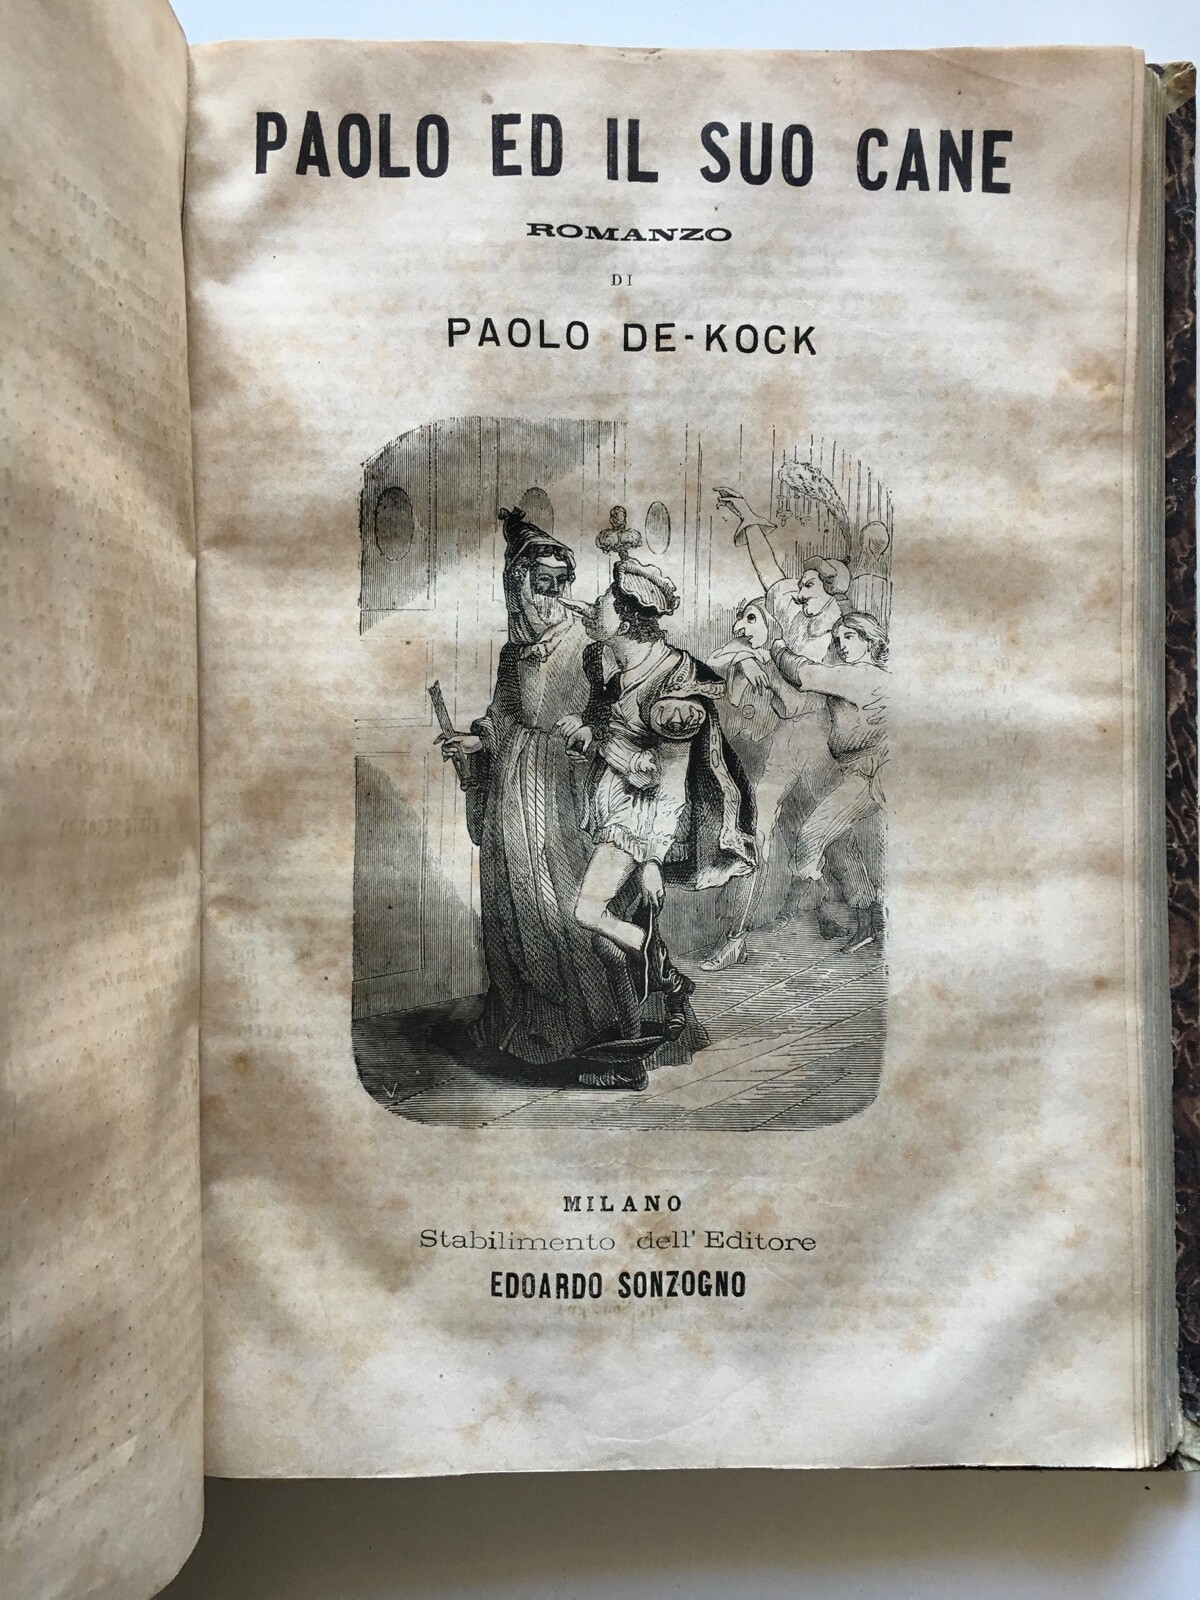 PAOLO ED IL SUO CANE
ROMANZO
DI
PAOLO DE-KOCK
V
MILANO
Stabilimento dell' Editore
EDOARDO SONZOGNO